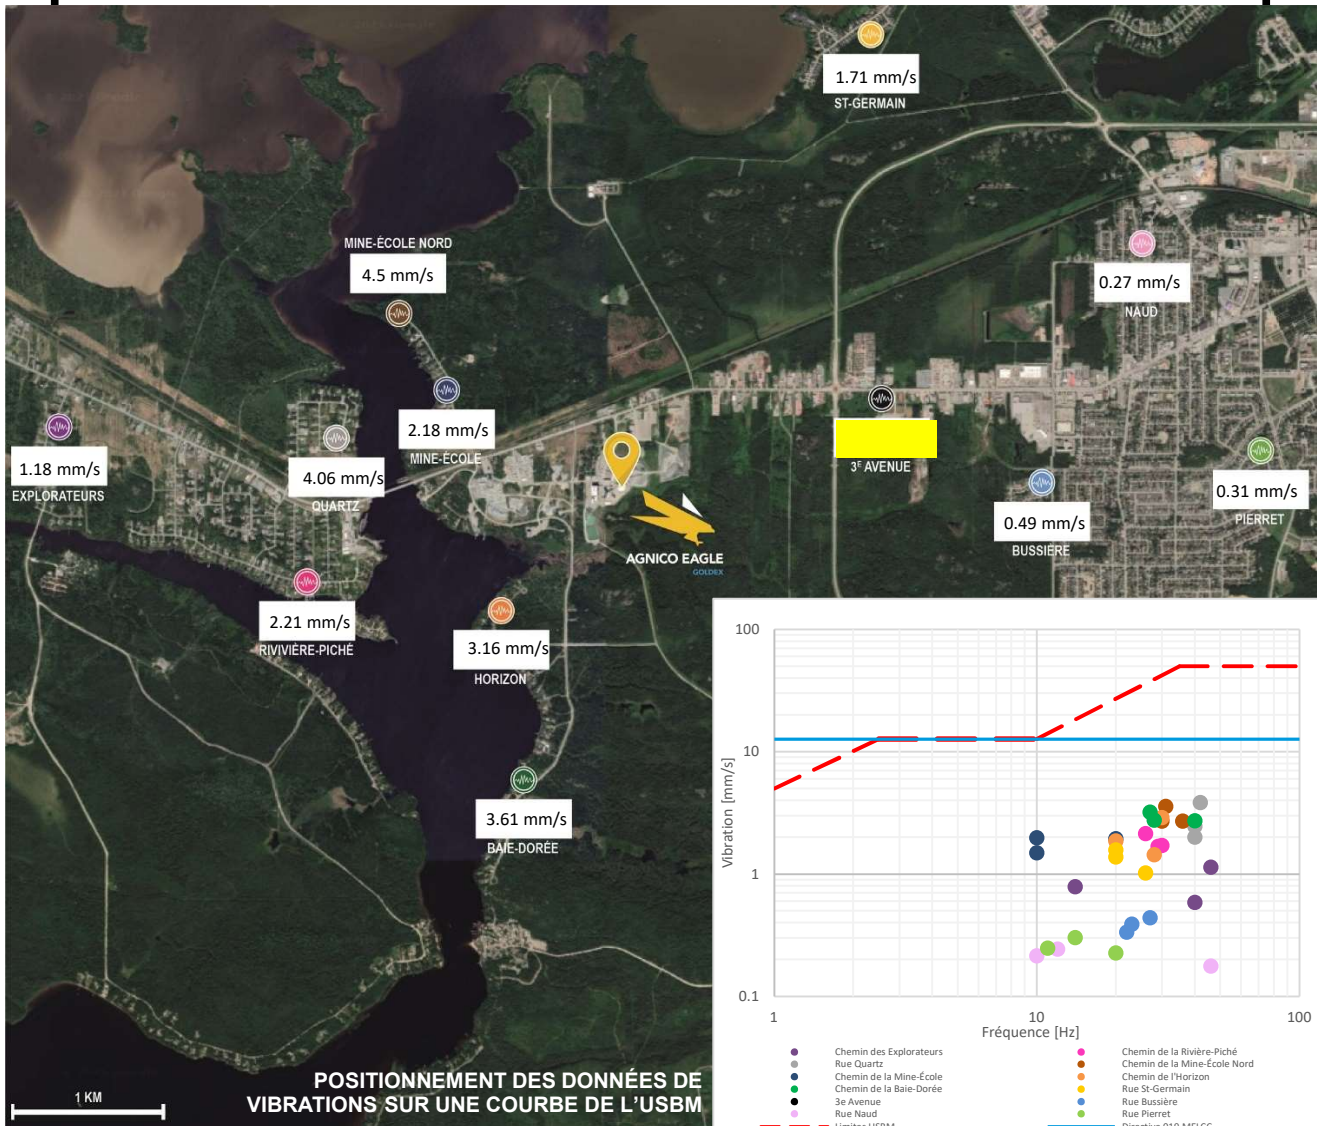 1.71 mm/s
ST-GERMAIN
MINE-ÉCOLE NORD
4.5 mm/s
0.27 mm/s
NAUD
2.18 mm/s
MINE-ÉCOLE
1.18 mm/s
EXPLORATEURS
4.06 mm/s
QUARTZ
3E AVENUE
0.31 mm/s
PIERRET
0.49 mm/s
BUSSIÈRE
AGNICO EAGLE
GOLDEX
2.21 mm/s
RIVIVIÈRE-PICHÉ
3.16 mm/s
HORIZON
3.61 mm/s
BAIE-DORÉE
100
10
1
0.1
Vibration [mm/s]
1 10 100
Fréquence [Hz]
Chemin des Explorateurs Chemin de la Rivière-Piché
Rue Quartz Chemin de la Mine-École Nord
Chemin de la Mine-École Chemin de l'Horizon
Chemin de la Baie-Dorée Rue St-Germain
3e Avenue Rue Bussière
Rue Naud Rue Pierret
Limites USBM Directive 019 MELCC
POSITIONNEMENT DES DONNÉES DE
VIBRATIONS SUR UNE COURBE DE L'USBM
1 KM